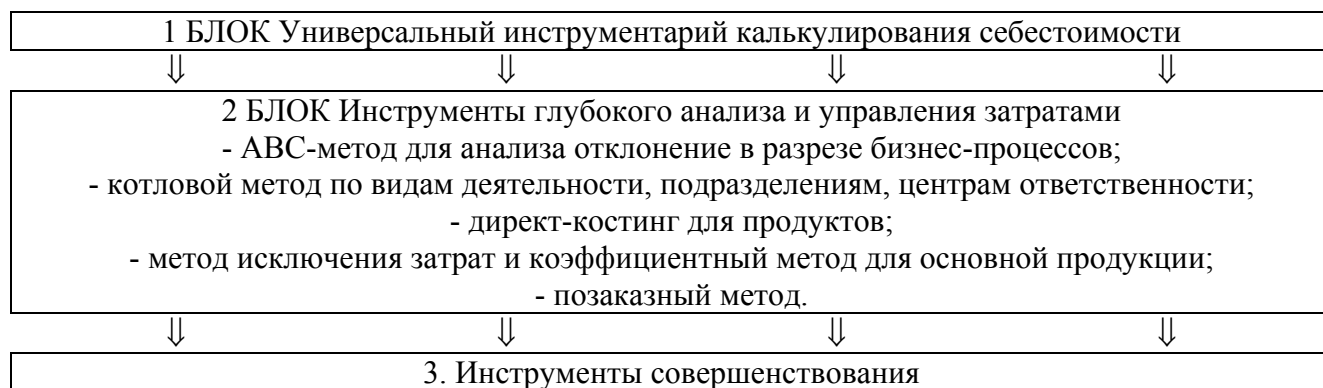 1 БЛОК Универсальный инструментарий калькулирования себестоимости
⇓ ⇓ ⇓ ⇓
2 БЛОК Инструменты глубокого анализа и управления затратами
- АВС-метод для анализа отклонение в разрезе бизнес-процессов;
- котловой метод по видам деятельности, подразделениям, центрам ответственности;
- директ-костинг для продуктов;
- метод исключения затрат и коэффициентный метод для основной продукции;
- позаказный метод.
⇓ ⇓ ⇓ ⇓
3. Инструменты совершенствования